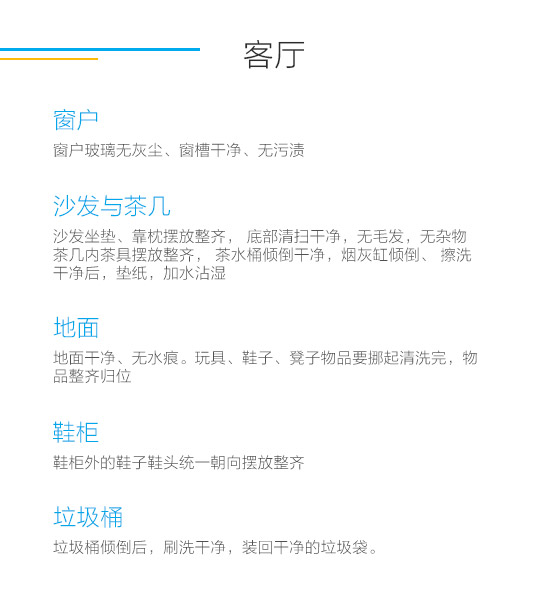 客厅
窗户
窗户玻璃无灰尘、窗槽干净、无污渍
沙发与茶几
沙发坐垫、靠枕摆放整齐， 底部清扫干净，无毛发，无杂物
茶几内茶具摆放整齐， 茶水桶倾倒干净，烟灰缸倾倒、 擦洗
干净后，垫纸，加水沾湿
地面
地面干净、无水痕。玩具、鞋子、凳子物品要挪起清洗完，物
品整齐归位
鞋柜
鞋柜外的鞋子鞋头统一朝向摆放整齐
垃圾桶
垃圾桶倾倒后，刷洗干净，装回干净的垃圾袋。